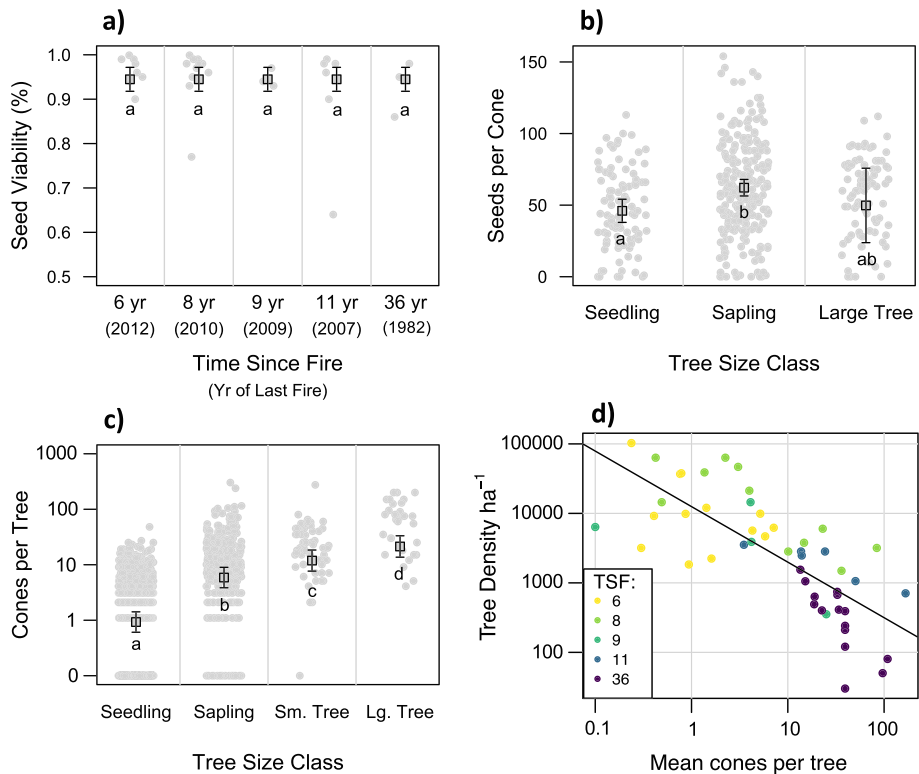 a)
Seed Viability (%)
1.0
0.9
0.8
0.7
0.6
0.5
a a a a a
6 yr 8 yr 9 yr 11 yr 36 yr
(2012) (2010) (2009) (2007) (1982)
Time Since Fire
(Yr of Last Fire)
b)
Seeds per Cone
150
100
50
0
a b ab
Seedling Sapling Large Tree
Tree Size Class
c)
Cones per Tree
1000
100
10
1
0
a b c d
Seedling Sapling Sm. Tree Lg. Tree
Tree Size Class
d)
Tree Density ha⁻¹
100000
10000
1000
100
TSF:
6
8
9
11
36
0.1 1 10 100
Mean cones per tree